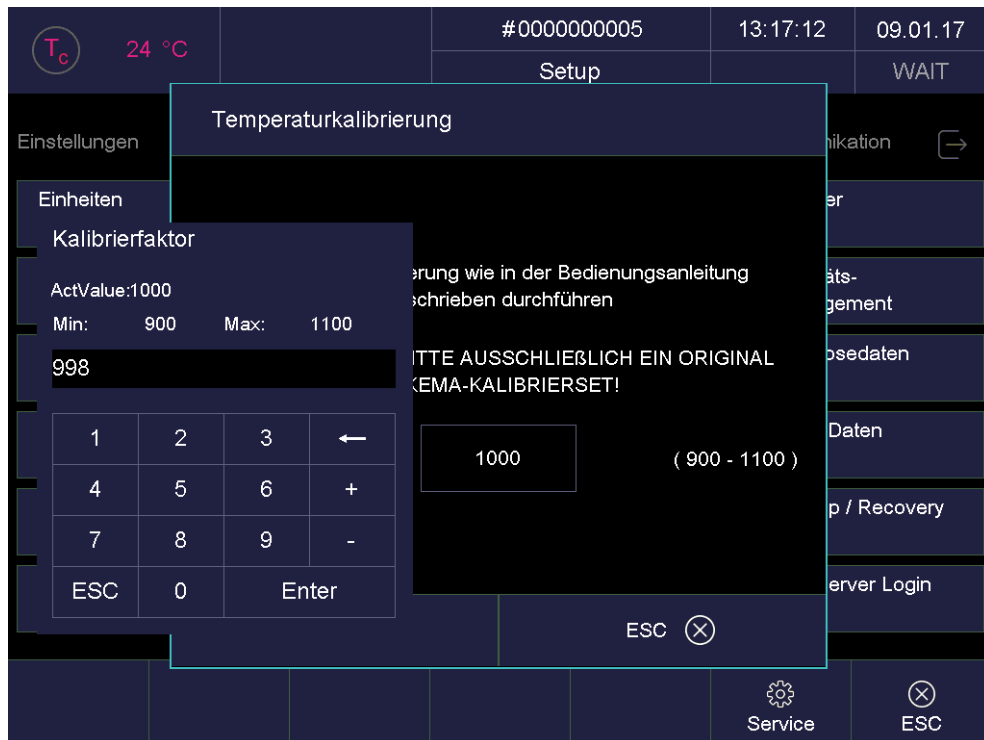 Tc 24 °C
#0000000005 13:17:12 09.01.17
Setup WAIT
Temperaturkalibrierung
Einstellungen
nikation
Einheiten
er
Kalibrierfaktor
ActValue:1000
Min: 900 Max: 1100
998
1 2 3 ←
4 5 6 +
7 8 9 -
ESC 0 Enter
erung wie in der Bedienungsanleitung
schrieben durchführen
TTE AUSSCHLIEßLICH EIN ORIGINAL
KEMA-KALIBRIERSET!
1000 ( 900 - 1100 )
ESC
äts-
gement
osedaten
Daten
p / Recovery
erver Login
Service
ESC